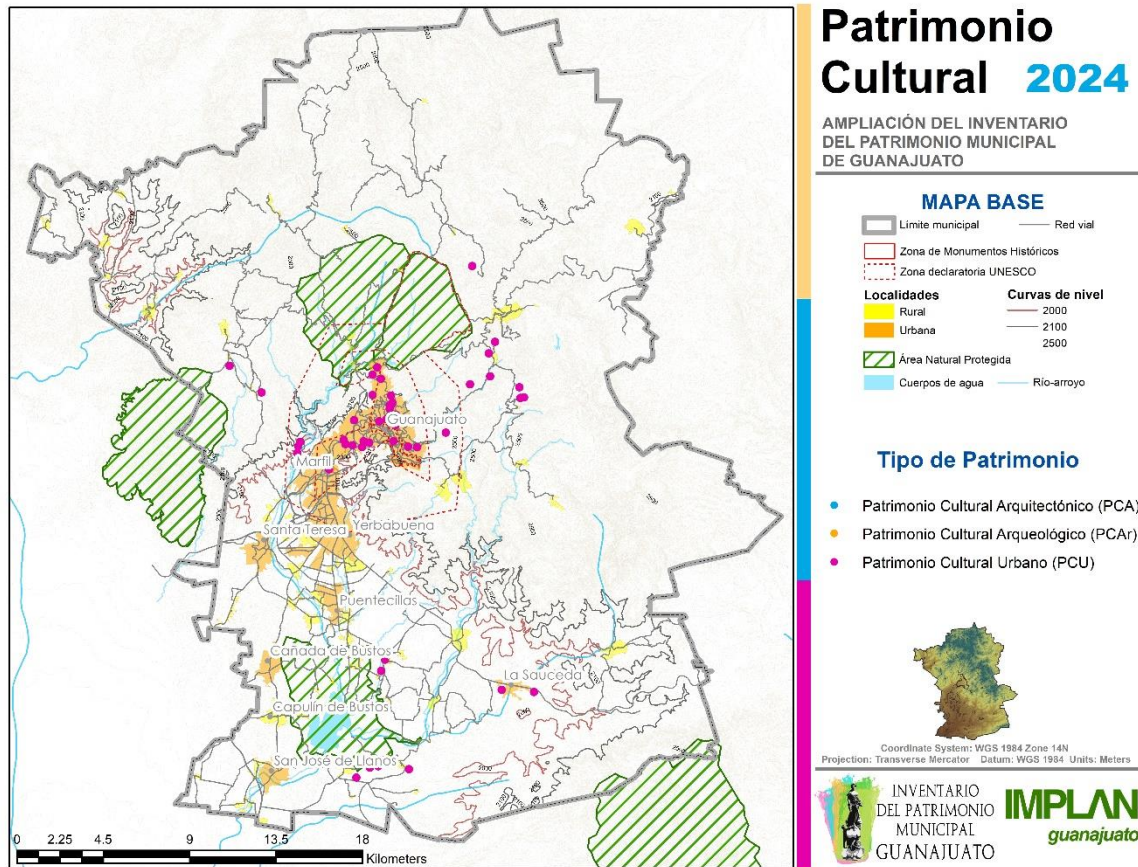 Patrimonio
Cultural 2024
AMPLIACIÓN DEL INVENTARIO
DEL PATRIMONIO MUNICIPAL
DE GUANAJUATO
MAPA BASE
Límite municipal
Red vial
Zona de Monumentos Históricos
Zona declaratoria UNESCO
Localidades
Curvas de nivel
Rural
2000
Urbana
2100
2500
Área Natural Protegida
Cuerpos de agua
Río-arroyo
Tipo de Patrimonio
Patrimonio Cultural Arquitectónico (PCA)
Patrimonio Cultural Arqueológico (PCAr)
Patrimonio Cultural Urbano (PCU)
Coordinate System: WGS 1984 Zone 14N
Projection: Transverse Mercator Datum: WGS 1984 Units: Meters
INVENTARIO
DEL PATRIMONIO
MUNICIPAL
GUANAJUATO
IMPLAN
guanajuato
Guanajuato
Marfil
Santa Teresa
Yerbabuena
Puentecillas
Cañada de Bustos
La Sauceda
Capulín de Bustos
San José de Llanos
0 2.25 4.5 9 13.5 18
Kilometers